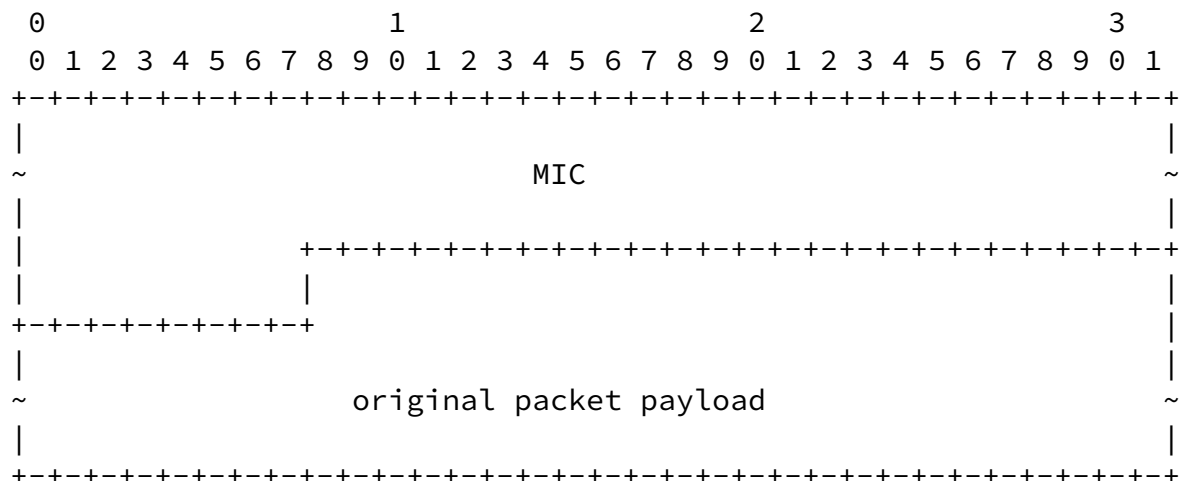 0                   1                   2                   3
 0 1 2 3 4 5 6 7 8 9 0 1 2 3 4 5 6 7 8 9 0 1 2 3 4 5 6 7 8 9 0 1
+-+-+-+-+-+-+-+-+-+-+-+-+-+-+-+-+-+-+-+-+-+-+-+-+-+-+-+-+-+-+-+-+
|                                                               |
~                            MIC                                ~
|                                                               |
|               +-+-+-+-+-+-+-+-+-+-+-+-+-+-+-+-+-+-+-+-+-+-+-+-+
|               |                                               |
+-+-+-+-+-+-+-+-+                                               |
|                                                               |
~                  original packet payload                      ~
|                                                               |
+-+-+-+-+-+-+-+-+-+-+-+-+-+-+-+-+-+-+-+-+-+-+-+-+-+-+-+-+-+-+-+-+